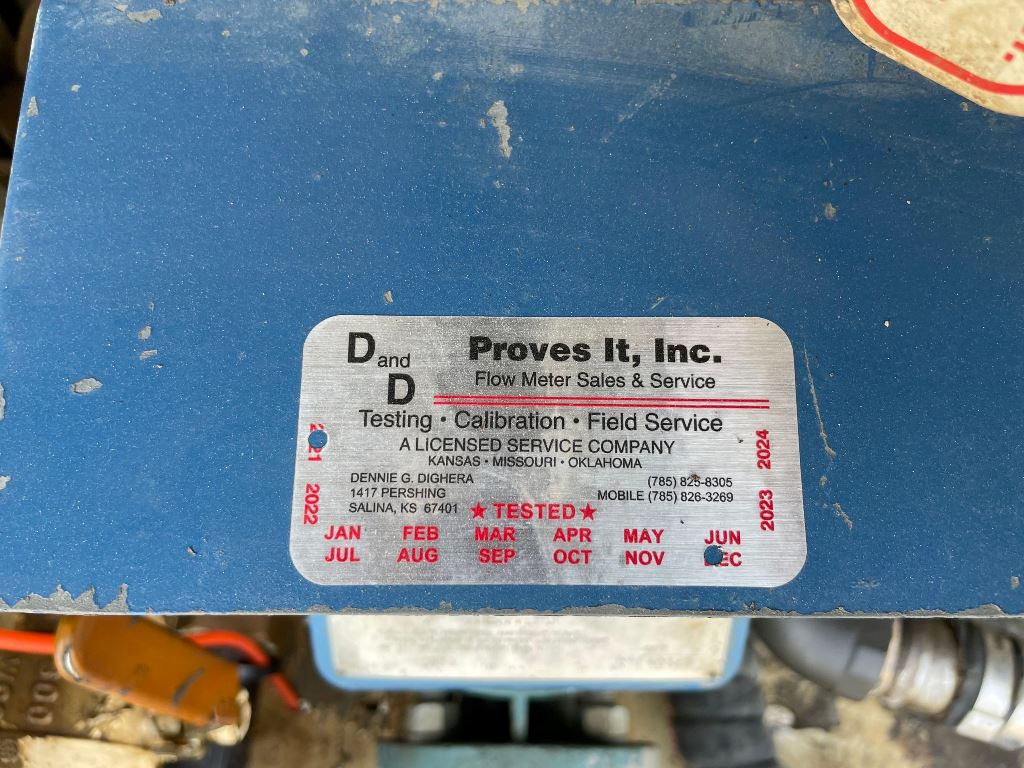 D and D
Proves It, Inc.
Flow Meter Sales & Service
Testing · Calibration · Field Service
A LICENSED SERVICE COMPANY
KANSAS · MISSOURI · OKLAHOMA
DENNIE G. DIGHERA
1417 PERSHING
SALINA, KS 67401
(785) 825-8305
MOBILE (785) 826-3269
★ TESTED ★
JAN FEB MAR APR MAY JUN
JUL AUG SEP OCT NOV DEC
2021 2022
2023 2024